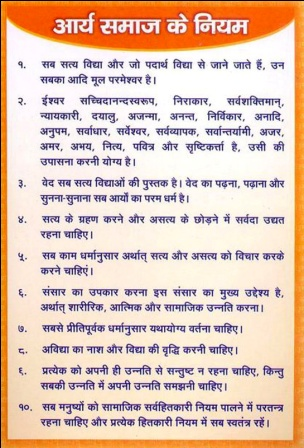 आर्य समाज के नियम
१. सब सत्य विद्या और जो पदार्थ विद्या से जाने जाते हैं, उन
सबका आदि मूल परमेश्वर है।
२. ईश्वर सच्चिदानन्दस्वरूप, निराकार, सर्वशक्तिमान्,
न्यायकारी, दयालु, अजन्मा, अनन्त, निर्विकार, अनादि,
अनुपम, सर्वाधार, सर्वेश्वर, सर्वव्यापक, सर्वान्तर्यामी, अजर,
अमर, अभय, नित्य, पवित्र और सृष्टिकर्त्ता है, उसी की
उपासना करनी योग्य है।
३. वेद सब सत्य विद्याओं की पुस्तक है। वेद का पढ़ना, पढ़ाना और
सुनना-सुनाना सब आर्यों का परम धर्म है।
४. सत्य के ग्रहण करने और असत्य के छोड़ने में सर्वदा उद्यत
रहना चाहिए।
५. सब काम धर्मानुसार अर्थात् सत्य और असत्य को विचार करके
करने चाहिएं।
६. संसार का उपकार करना इस संसार का मुख्य उद्देश्य है,
अर्थात् शारीरिक, आत्मिक और सामाजिक उन्नति करना।
७. सबसे प्रीतिपूर्वक धर्मानुसार यथायोग्य वर्तना चाहिए।
८. अविद्या का नाश और विद्या की वृद्धि करनी चाहिए।
९. प्रत्येक को अपनी ही उन्नति से सन्तुष्ट न रहना चाहिए, किन्तु
सबकी उन्नति में अपनी उन्नति समझनी चाहिए।
१०. सब मनुष्यों को सामाजिक सर्वहितकारी नियम पालने में परतन्त्र
रहना चाहिए और प्रत्येक हितकारी नियम में सब स्वतंत्र रहें।